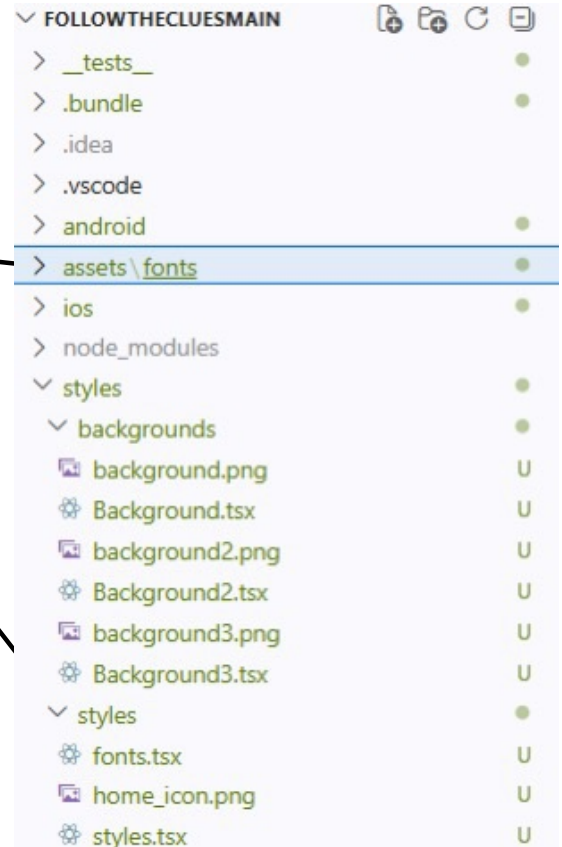 FOLLOWTHECLUESMAIN
__tests__
.bundle
.idea
.vscode
android
assets\fonts
ios
node_modules
styles
backgrounds
background.png U
Background.tsx U
background2.png U
Background2.tsx U
background3.png U
Background3.tsx U
styles
fonts.tsx U
home_icon.png U
styles.tsx U